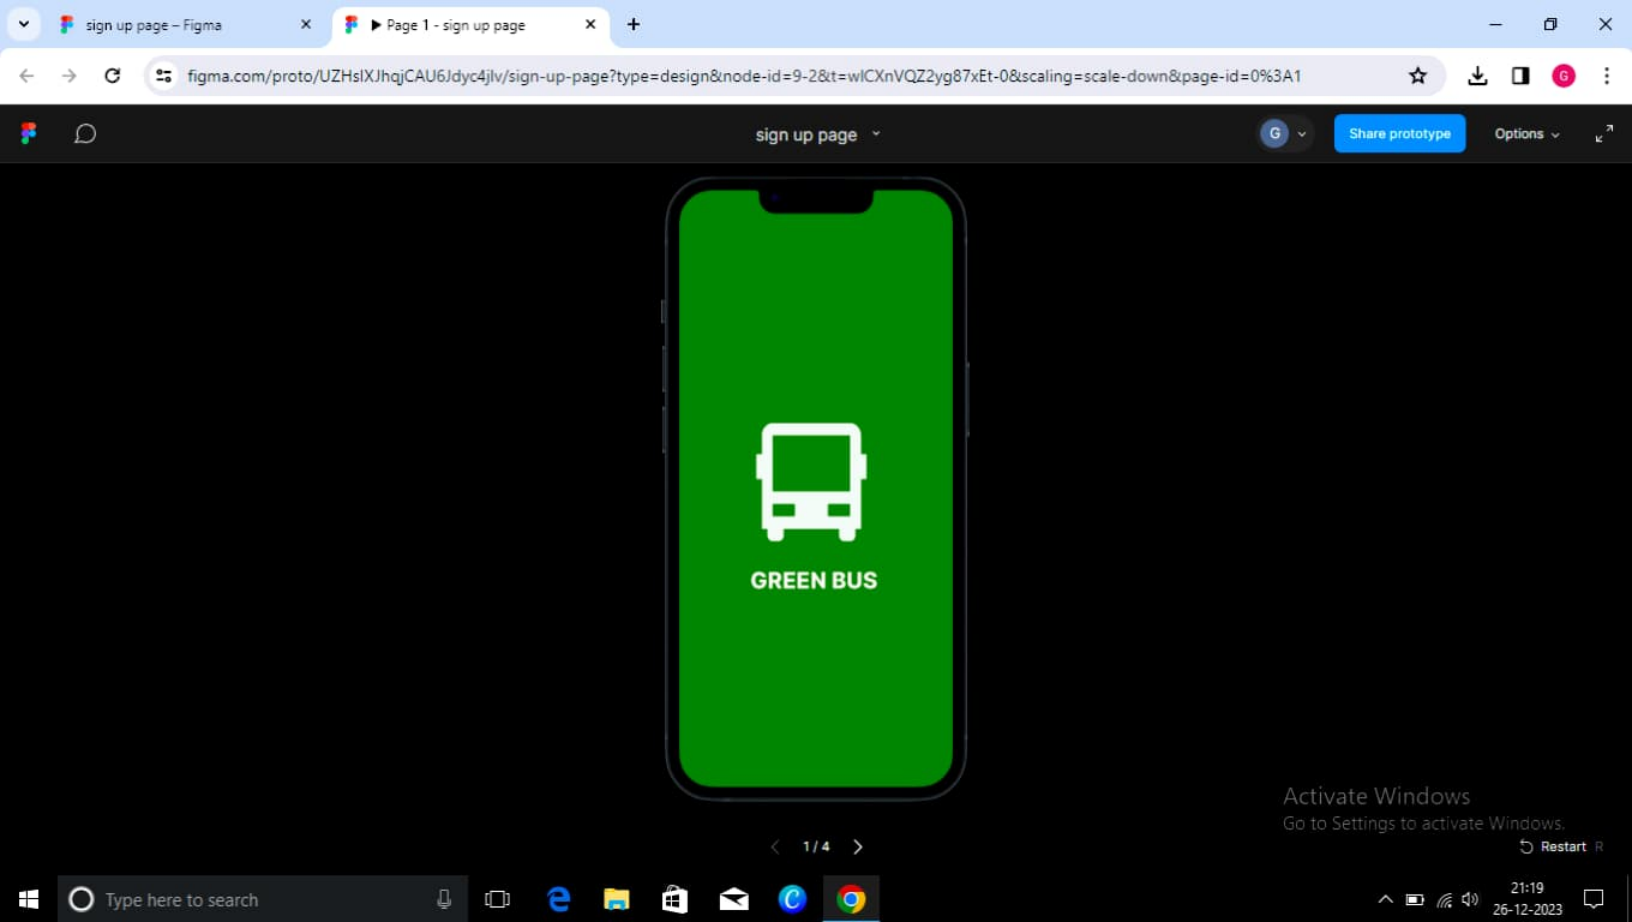 sign up page – Figma
Page 1 - sign up page
figma.com/proto/UZHsIXJhqjCAU6Jdyc4jlv/sign-up-page?type=design&node-id=9-2&t=wICXnVQZ2yg87xEt-0&scaling=scale-down&page-id=0%3A1
G
sign up page
G
Share prototype
Options
GREEN BUS
Activate Windows
Go to Settings to activate Windows.
1 / 4
Restart R
Type here to search
21:19
26-12-2023